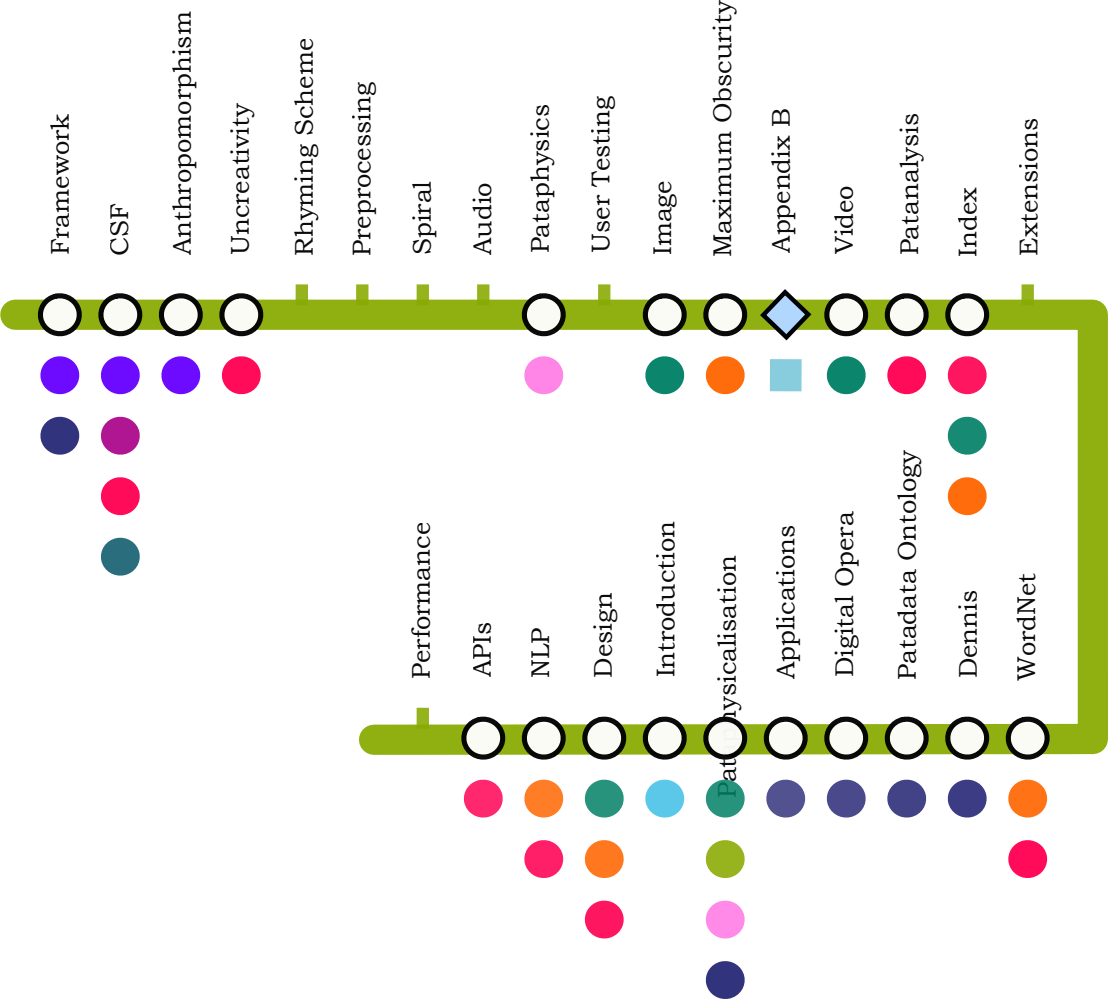 Framework
CSF
Anthropomorphism
Uncreativity
Rhyming Scheme
Preprocessing
Spiral
Audio
Pataphysics
User Testing
Image
Maximum Obscurity
Appendix B
Video
Patanalysis
Index
Extensions
Performance
APIs
NLP
Design
Introduction
Pataphysicalisation
Applications
Digital Opera
Patadata Ontology
Dennis
WordNet